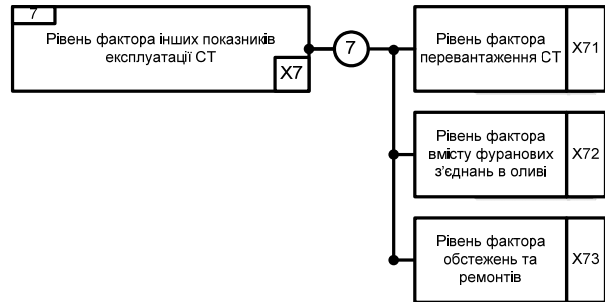 7
Рівень фактора інших показників
експлуатації СТ
X7
7
Рівень фактора
перевантаження СТ
X71
Рівень фактора
вмісту фуранових
з'єднань в оливі
X72
Рівень фактора
обстежень та
ремонтів
X73